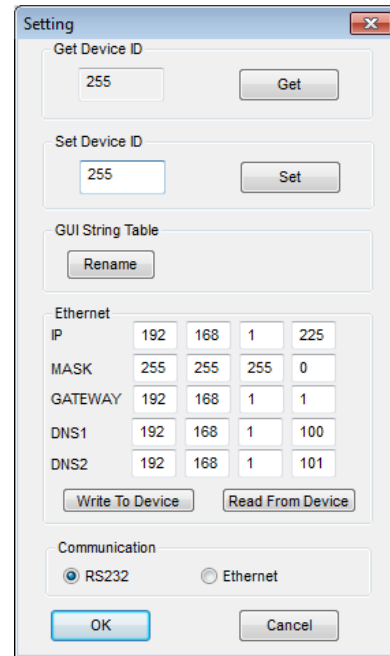 Setting
Get Device ID
255 Get
Set Device ID
255 Set
GUI String Table
Rename
Ethernet
IP 192 168 1 225
MASK 255 255 255 0
GATEWAY 192 168 1 1
DNS1 192 168 1 100
DNS2 192 168 1 101
Write To Device Read From Device
Communication
RS232 Ethernet
OK Cancel